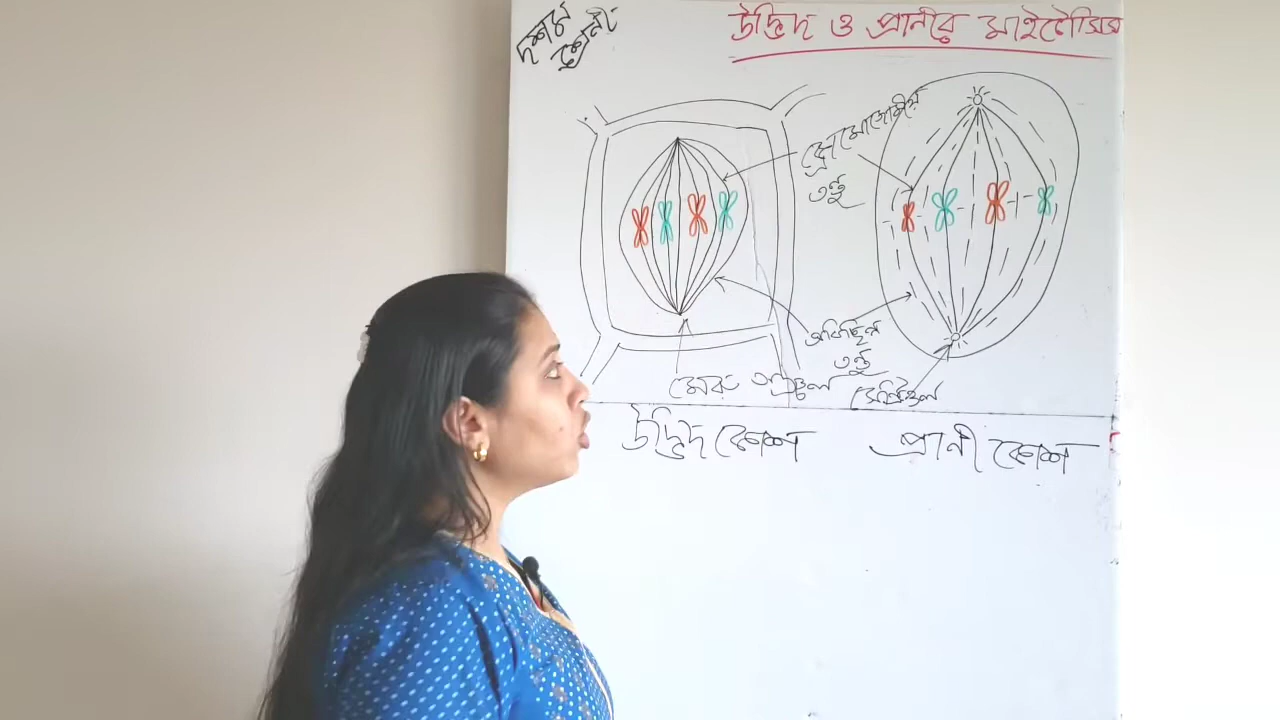 দশম
শ্রেনী
উদ্ভিদ ও প্রানীর মাইটোসিস
ক্রোমোজোমীয়
তন্তু
অবিচ্ছিন্ন
তন্তু
মেরু অঞ্চল
সেন্ট্রিওল
উদ্ভিদ কোশ
প্রানী কোশ